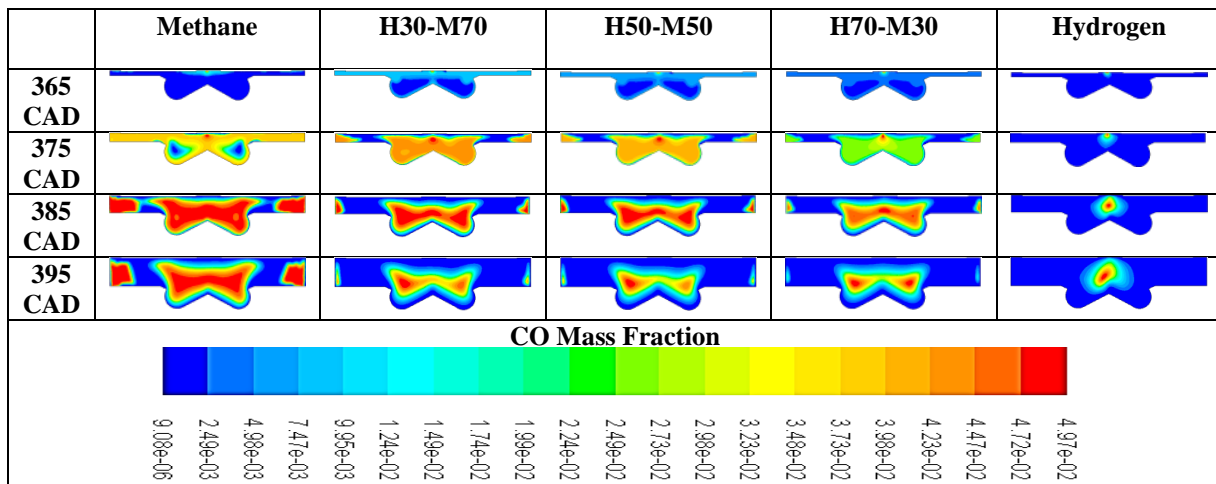 Methane H30-M70 H50-M50 H70-M30 Hydrogen
365
CAD
375
CAD
385
CAD
395
CAD
CO Mass Fraction
9.08e-06 2.49e-03 4.98e-03 7.47e-03 9.95e-03 1.24e-02 1.49e-02 1.74e-02 1.99e-02 2.24e-02 2.49e-02 2.73e-02 2.98e-02 3.23e-02 3.48e-02 3.73e-02 3.98e-02 4.23e-02 4.47e-02 4.72e-02 4.97e-02